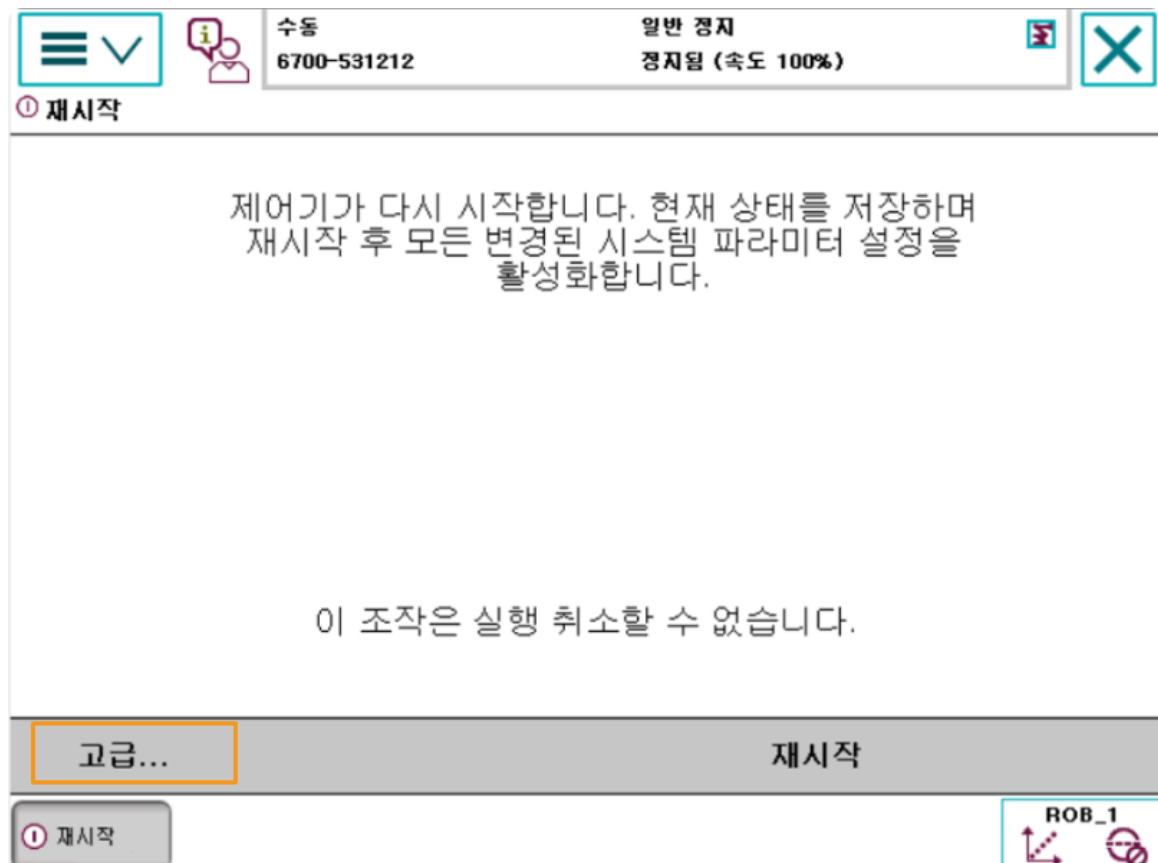 수동
6700-531212
일반 정지
정지됨 (속도 100%)
재시작
제어기가 다시 시작합니다. 현재 상태를 저장하며
재시작 후 모든 변경된 시스템 파라미터 설정을
활성화합니다.
이 조작은 실행 취소할 수 없습니다.
고급...
재시작
재시작
ROB_1